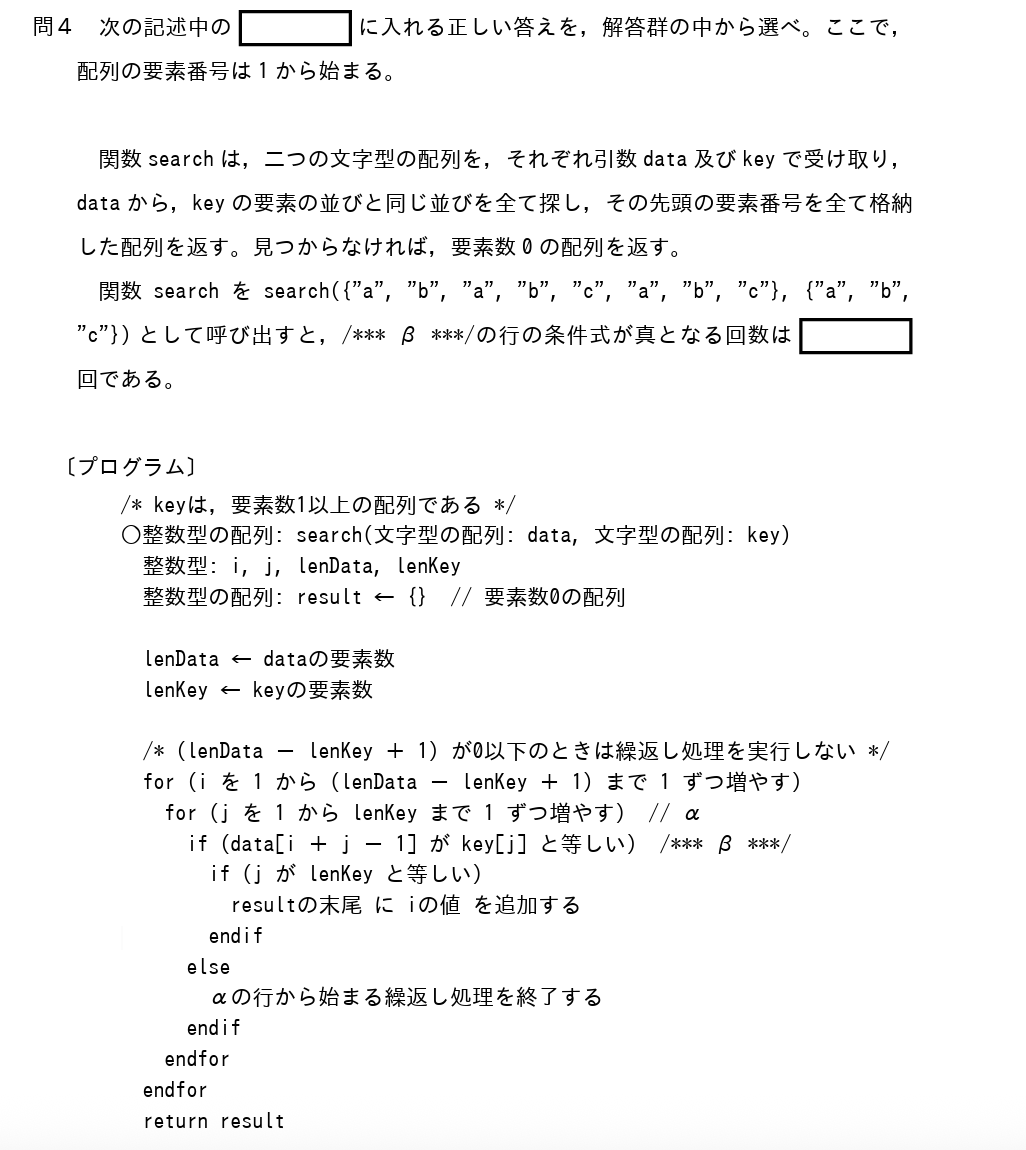 問４　次の記述中の　　　　　に入れる正しい答えを，解答群の中から選べ。ここで，
配列の要素番号は 1 から始まる。
関数 search は，二つの文字型の配列を，それぞれ引数 data 及び key で受け取り，
data から，key の要素の並びと同じ並びを全て探し，その先頭の要素番号を全て格納
した配列を返す。見つからなければ，要素数 0 の配列を返す。
関数 search を search({”a”, ”b”, ”a”, ”b”, ”c”, ”a”, ”b”, ”c”}, {”a”, ”b”,
”c”}) として呼び出すと，/*** β ***/の行の条件式が真となる回数は
回である。
〔プログラム〕
/* keyは，要素数1以上の配列である */
〇整数型の配列: search(文字型の配列: data, 文字型の配列: key)
整数型: i, j, lenData, lenKey
整数型の配列: result ← {} // 要素数0の配列
lenData ← dataの要素数
lenKey ← keyの要素数
/* (lenData － lenKey ＋ 1) が0以下のときは繰返し処理を実行しない */
for (i を 1 から (lenData － lenKey ＋ 1) まで 1 ずつ増やす)
for (j を 1 から lenKey まで 1 ずつ増やす) // α
if (data[i ＋ j － 1] が key[j] と等しい) /*** β ***/
if (j が lenKey と等しい)
resultの末尾 に iの値 を追加する
endif
else
αの行から始まる繰返し処理を終了する
endif
endfor
endfor
return result